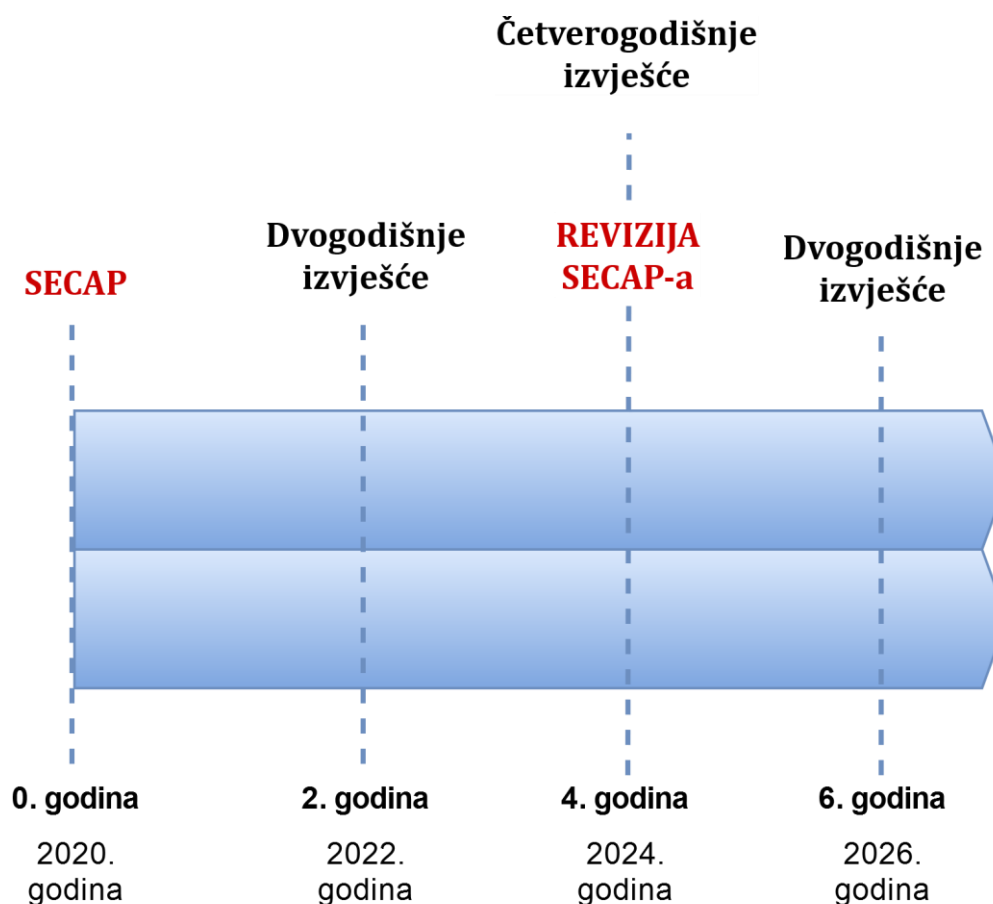 Četverogodišnje
izvješće
SECAP
Dvogodišnje
izvješće
REVIZIJA
SECAP-a
Dvogodišnje
izvješće
0. godina
2. godina
4. godina
6. godina
2020.
godina
2022.
godina
2024.
godina
2026.
godina